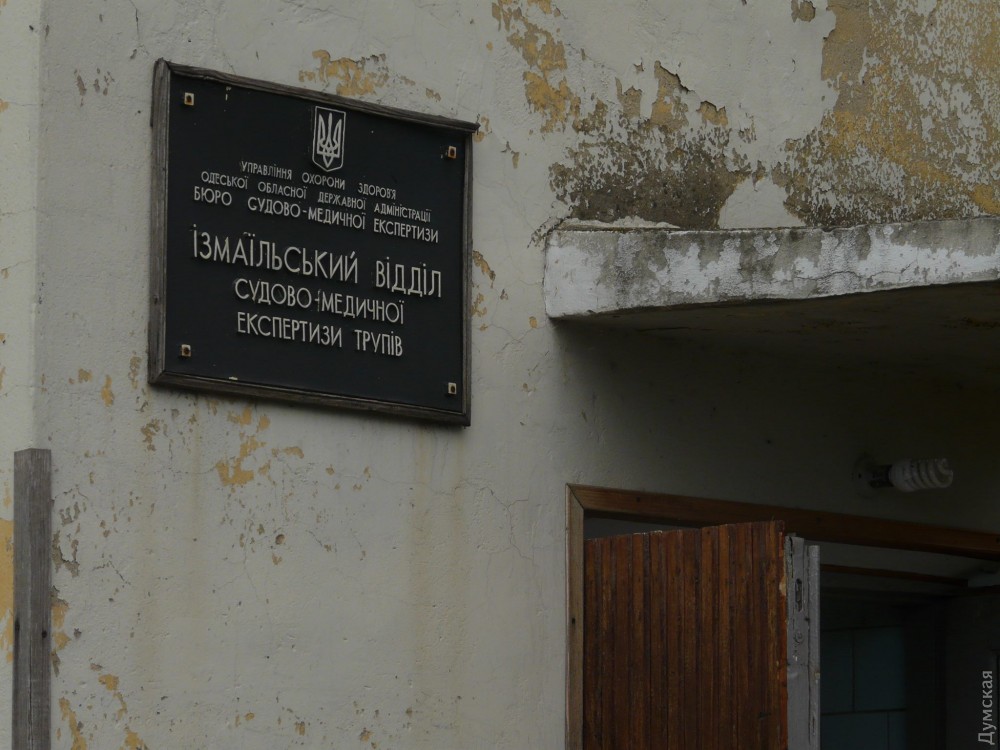 УПРАВЛІННЯ ОХОРОНИ ЗДОРОВ'Я
ОДЕСЬКОЇ ОБЛАСНОЇ ДЕРЖАВНОЇ АДМІНІСТРАЦІЇ
БЮРО СУДОВО-МЕДИЧНОЇ ЕКСПЕРТИЗИ
ІЗМАЇЛЬСЬКИЙ ВІДДІЛ
СУДОВО-МЕДИЧНОЇ
ЕКСПЕРТИЗИ ТРУПІВ
Думская